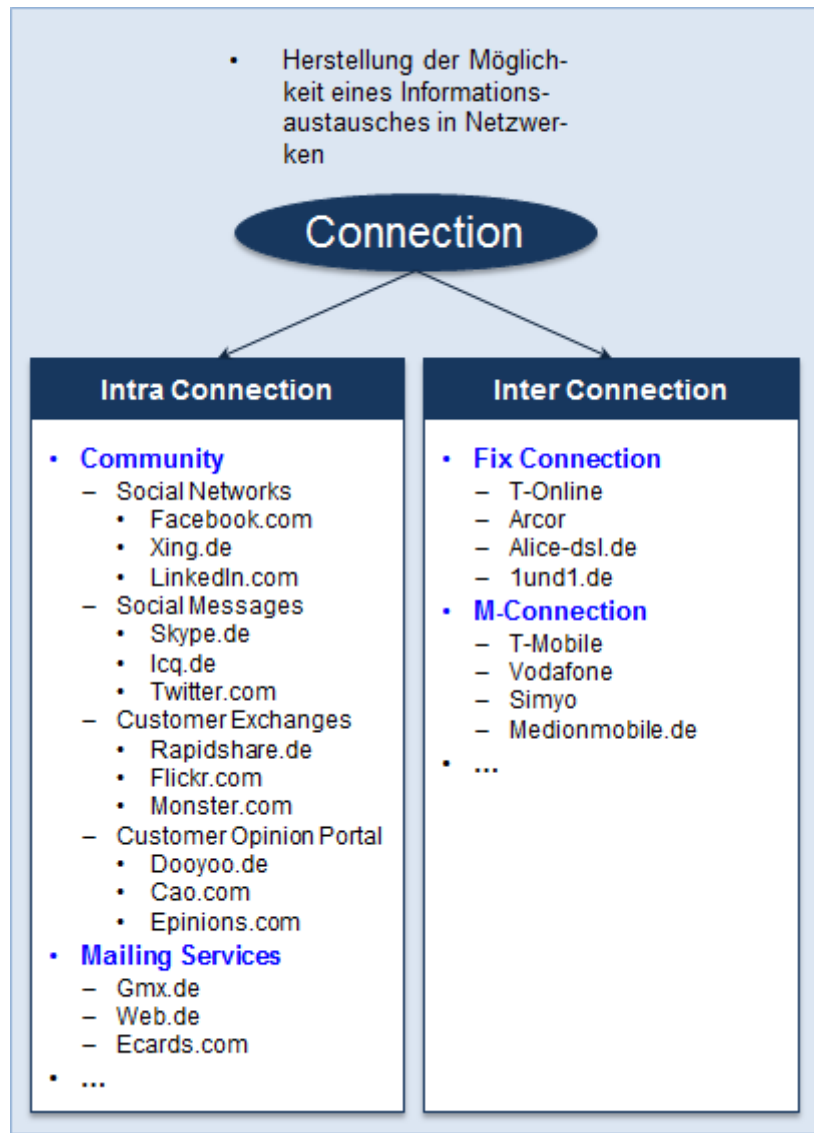 • Herstellung der Möglich-
keit eines Informations-
austausches in Netzwer-
ken
Connection
Intra Connection
• Community
– Social Networks
• Facebook.com
• Xing.de
• LinkedIn.com
– Social Messages
• Skype.de
• Icq.de
• Twitter.com
– Customer Exchanges
• Rapidshare.de
• Flickr.com
• Monster.com
– Customer Opinion Portal
• Dooyoo.de
• Cao.com
• Epinions.com
• Mailing Services
– Gmx.de
– Web.de
– Ecards.com
• ...
Inter Connection
• Fix Connection
– T-Online
– Arcor
– Alice-dsl.de
– 1und1.de
• M-Connection
– T-Mobile
– Vodafone
– Simyo
– Medionmobile.de
• ...